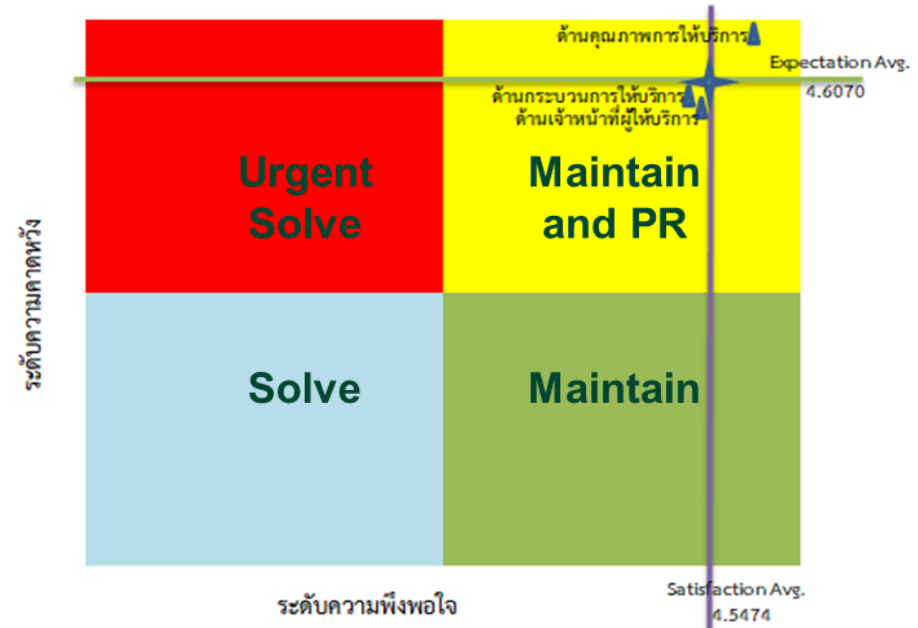 ด้านคุณภาพการให้บริการ
Expectation Avg.
4.6070
ด้านกระบวนการให้บริการ
ด้านเจ้าหน้าที่ผู้ให้บริการ
Urgent
Solve
Maintain
and PR
ระดับความคาดหวัง
Solve
Maintain
ระดับความพึงพอใจ
Satisfaction Avg.
4.5474